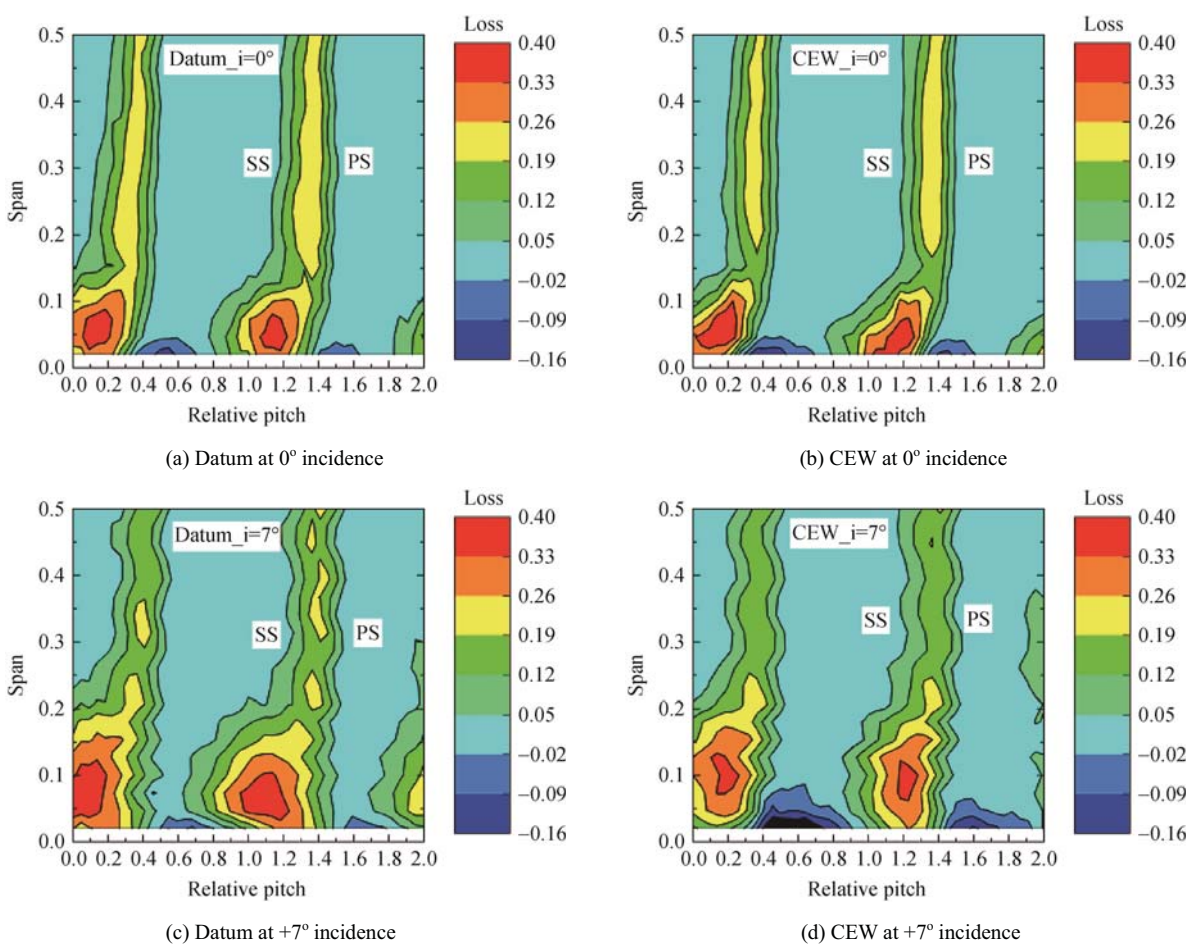 Loss
0.5
0.4
0.3
0.2
0.1
0.0
Span
Datum_i=0°
SS
PS
0.40
0.33
0.26
0.19
0.12
0.05
−0.02
−0.09
−0.16
0.0 0.2 0.4 0.6 0.8 1.0 1.2 1.4 1.6 1.8 2.0
Relative pitch
(a) Datum at 0° incidence
Loss
0.5
0.4
0.3
0.2
0.1
0.0
Span
CEW_i=0°
SS
PS
0.40
0.33
0.26
0.19
0.12
0.05
−0.02
−0.09
−0.16
0.0 0.2 0.4 0.6 0.8 1.0 1.2 1.4 1.6 1.8 2.0
Relative pitch
(b) CEW at 0° incidence
Loss
0.5
0.4
0.3
0.2
0.1
0.0
Span
Datum_i=7°
SS
PS
0.40
0.33
0.26
0.19
0.12
0.05
−0.02
−0.09
−0.16
0.0 0.2 0.4 0.6 0.8 1.0 1.2 1.4 1.6 1.8 2.0
Relative pitch
(c) Datum at +7° incidence
Loss
0.5
0.4
0.3
0.2
0.1
0.0
Span
CEW_i=7°
SS
PS
0.40
0.33
0.26
0.19
0.12
0.05
−0.02
−0.09
−0.16
0.0 0.2 0.4 0.6 0.8 1.0 1.2 1.4 1.6 1.8 2.0
Relative pitch
(d) CEW at +7° incidence